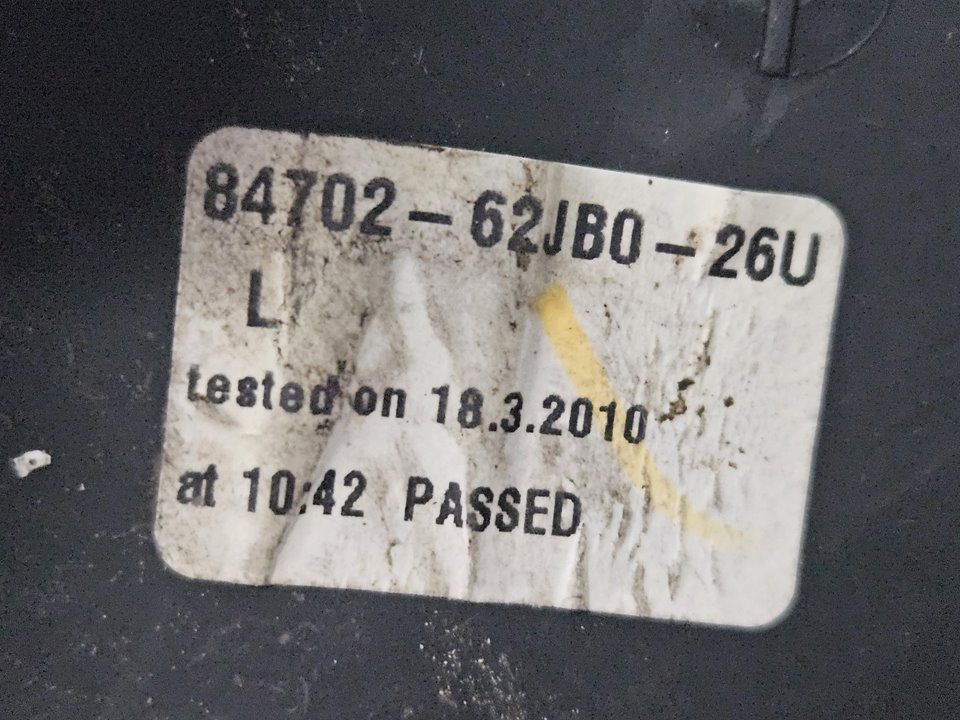 84702-62JB0-26U
L
tested on 18.3.2010
at 10:42 PASSED